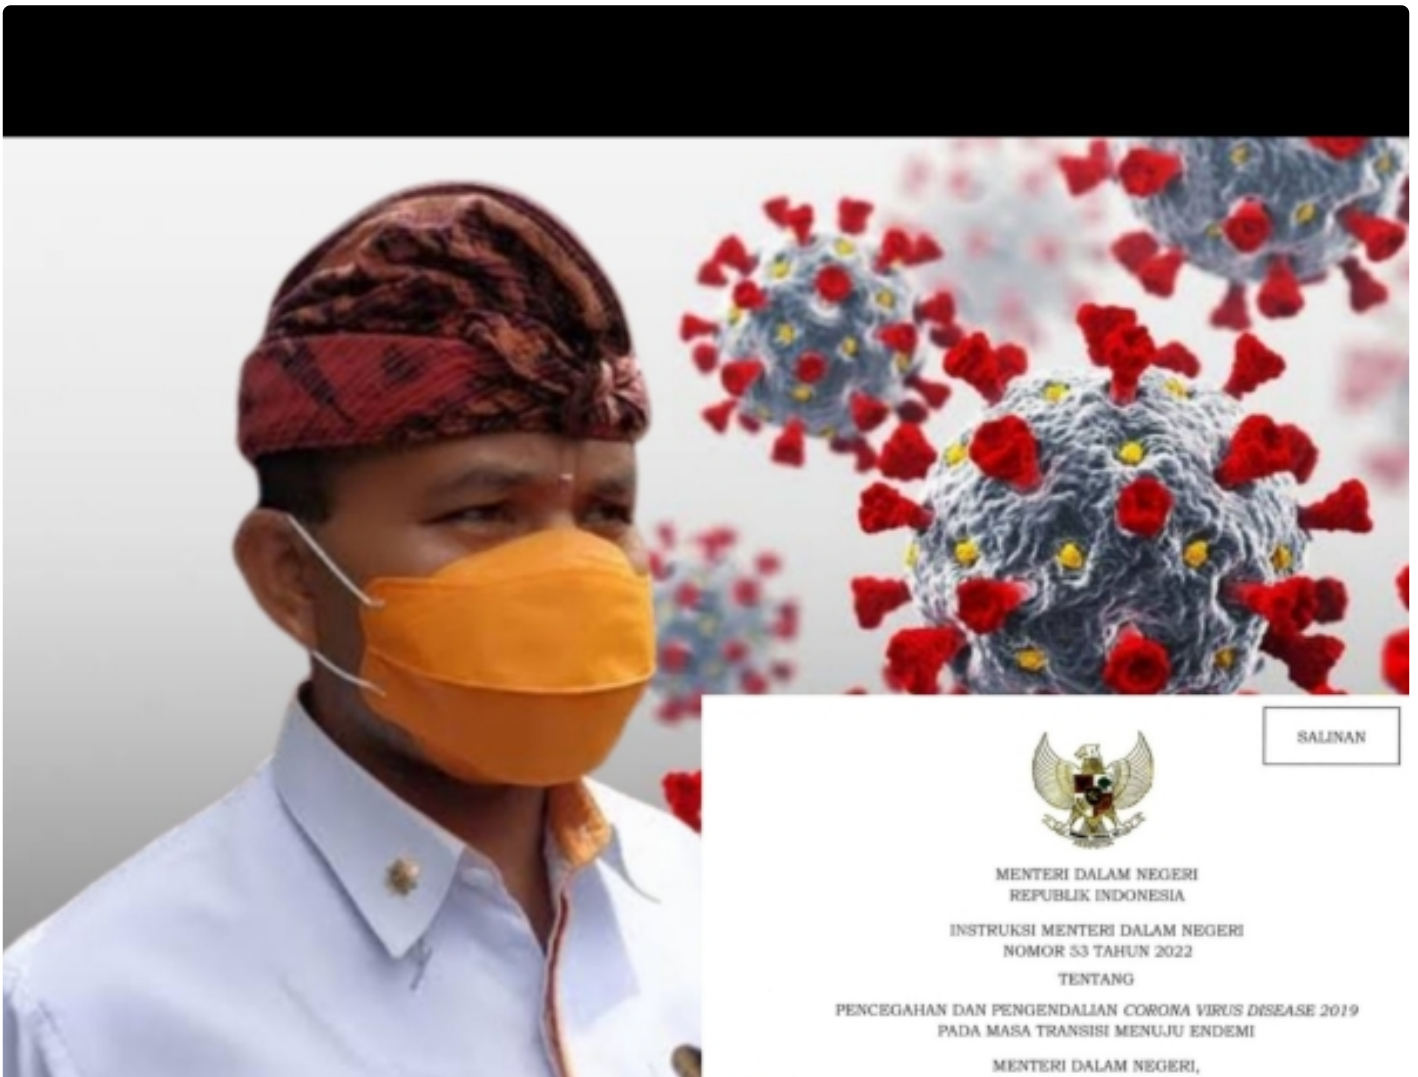 SALINAN
MENTERI DALAM NEGERI
REPUBLIK INDONESIA
INSTRUKSI MENTERI DALAM NEGERI
NOMOR 53 TAHUN 2022
TENTANG
PENCEGAHAN DAN PENGENDALIAN CORONA VIRUS DISEASE 2019
PADA MASA TRANSISI MENUJU ENDEMI
MENTERI DALAM NEGERI,